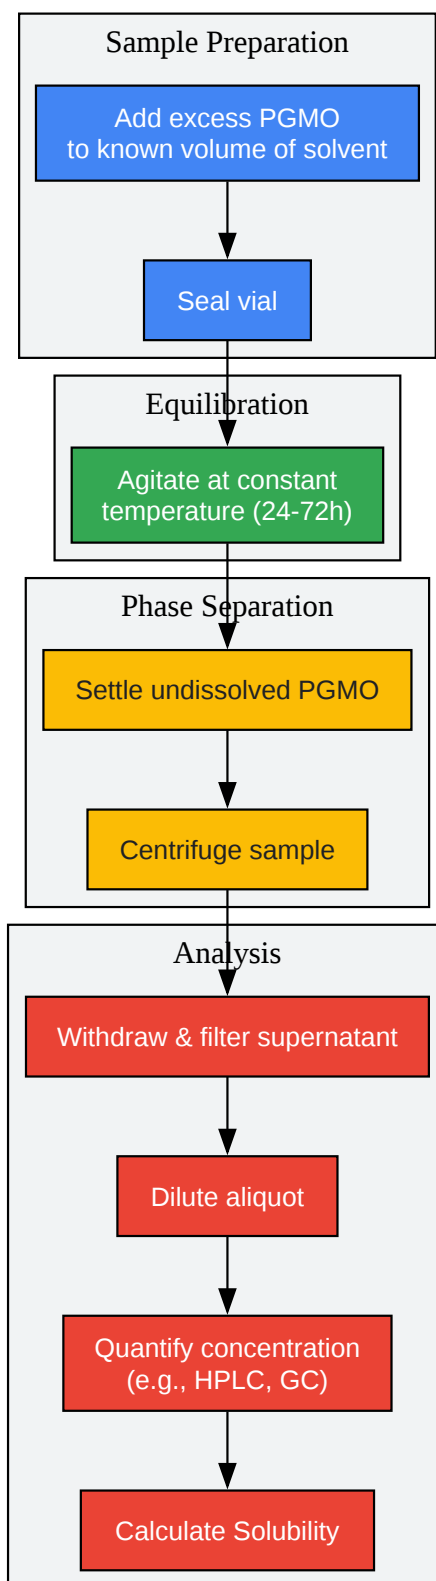 Sample Preparation
Add excess PGMO
to known volume of solvent
Seal vial
Equilibration
Agitate at constant
temperature (24-72h)
Phase Separation
Settle undissolved PGMO
Centrifuge sample
Analysis
Withdraw & filter supernatant
Dilute aliquot
Quantify concentration
(e.g., HPLC, GC)
Calculate Solubility